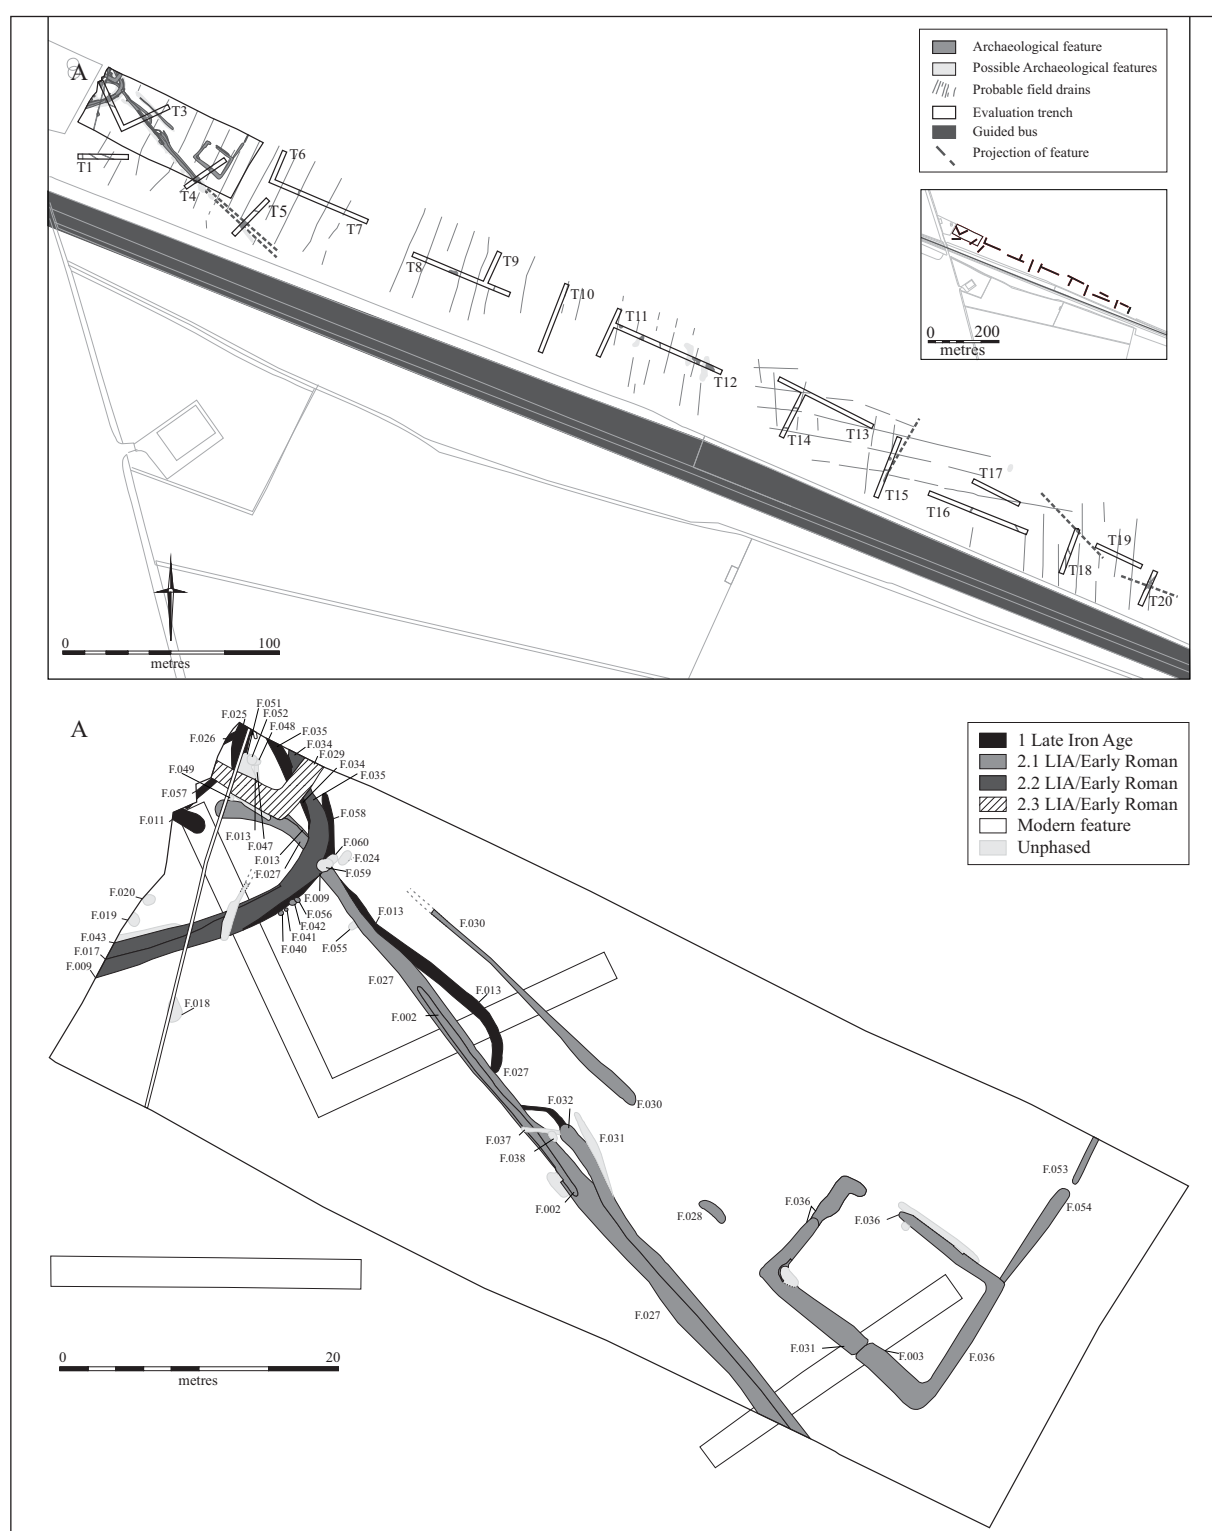 A
Archaeological feature
Possible Archaeological features
Probable field drains
Evaluation trench
Guided bus
Projection of feature
T3
T1
T4
T6
T5
T7
T8
T9
T10
T11
T12
T13
T14
T15
T17
T16
T18
T19
T20
0 200
metres
0 100
metres
A
1 Late Iron Age
2.1 LIA/Early Roman
2.2 LIA/Early Roman
2.3 LIA/Early Roman
Modern feature
Unphased
F.051
F.052
F.025
F.048
F.035
F.026
F.034
F.029
F.034
F.049
F.035
F.057
F.058
F.011
F.013
F.047
F.060
F.013
F.024
F.027
F.059
F.020
F.009
F.056
F.019
F.042
F.043
F.041
F.055
F.040
F.017
F.009
F.013
F.030
F.027
F.013
F.018
F.002
F.027
F.030
F.032
F.037
F.031
F.038
F.002
F.053
F.054
F.036
F.036
F.028
F.027
F.031
F.003
F.036
0 20
metres